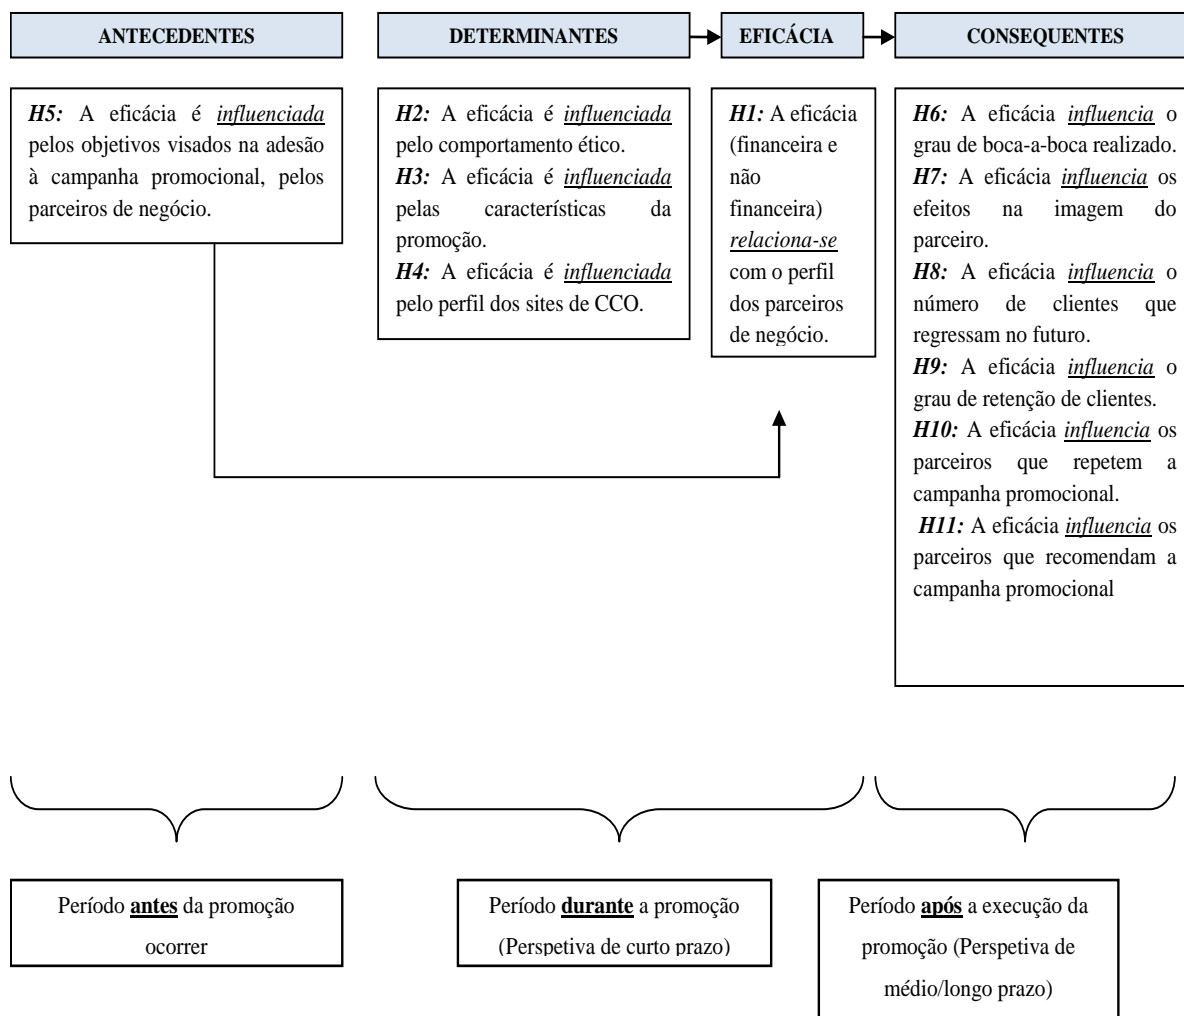 ANTECEDENTES
DETERMINANTES
EFICÁCIA
CONSEQUENTES
H5: A eficácia é influenciada
pelos objetivos visados na adesão
à campanha promocional, pelos
parceiros de negócio.
H2: A eficácia é influenciada
pelo comportamento ético.
H3: A eficácia é influenciada
pelas características da
promoção.
H4: A eficácia é influenciada
pelo perfil dos sites de CCO.
H1: A eficácia
(financeira e
não
financeira)
relaciona-se
com o perfil
dos parceiros
de negócio.
H6: A eficácia influencia o
grau de boca-a-boca realizado.
H7: A eficácia influencia os
efeitos na imagem do
parceiro.
H8: A eficácia influencia o
número de clientes que
regressam no futuro.
H9: A eficácia influencia o
grau de retenção de clientes.
H10: A eficácia influencia os
parceiros que repetem a
campanha promocional.
H11: A eficácia influencia os
parceiros que recomendam a
campanha promocional
Período antes da promoção
ocorrer
Período durante a promoção
(Perspetiva de curto prazo)
Período após a execução da
promoção (Perspetiva de
médio/longo prazo)